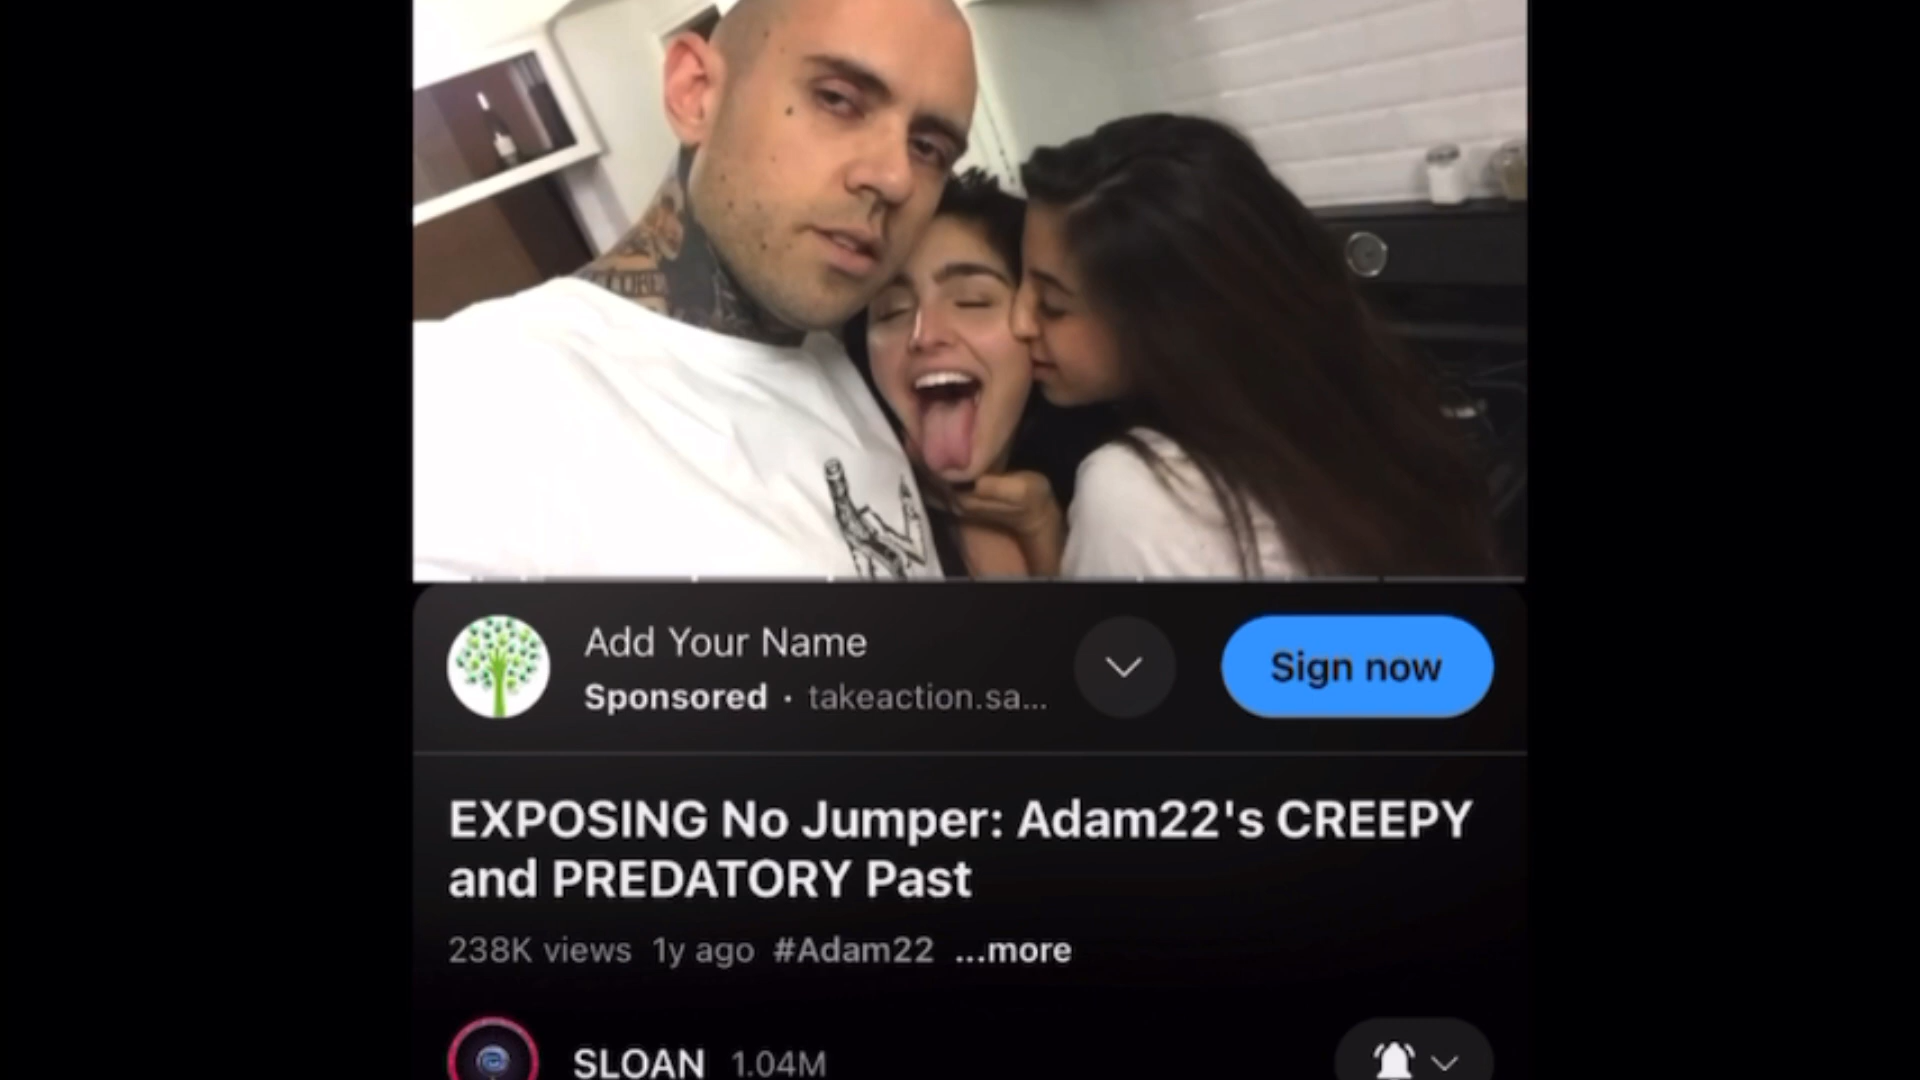 Add Your Name
Sponsored · takeaction.sa...
Sign now
EXPOSING No Jumper: Adam22's CREEPY
and PREDATORY Past
238K views 1y ago #Adam22 ...more
SLOAN 1.04M